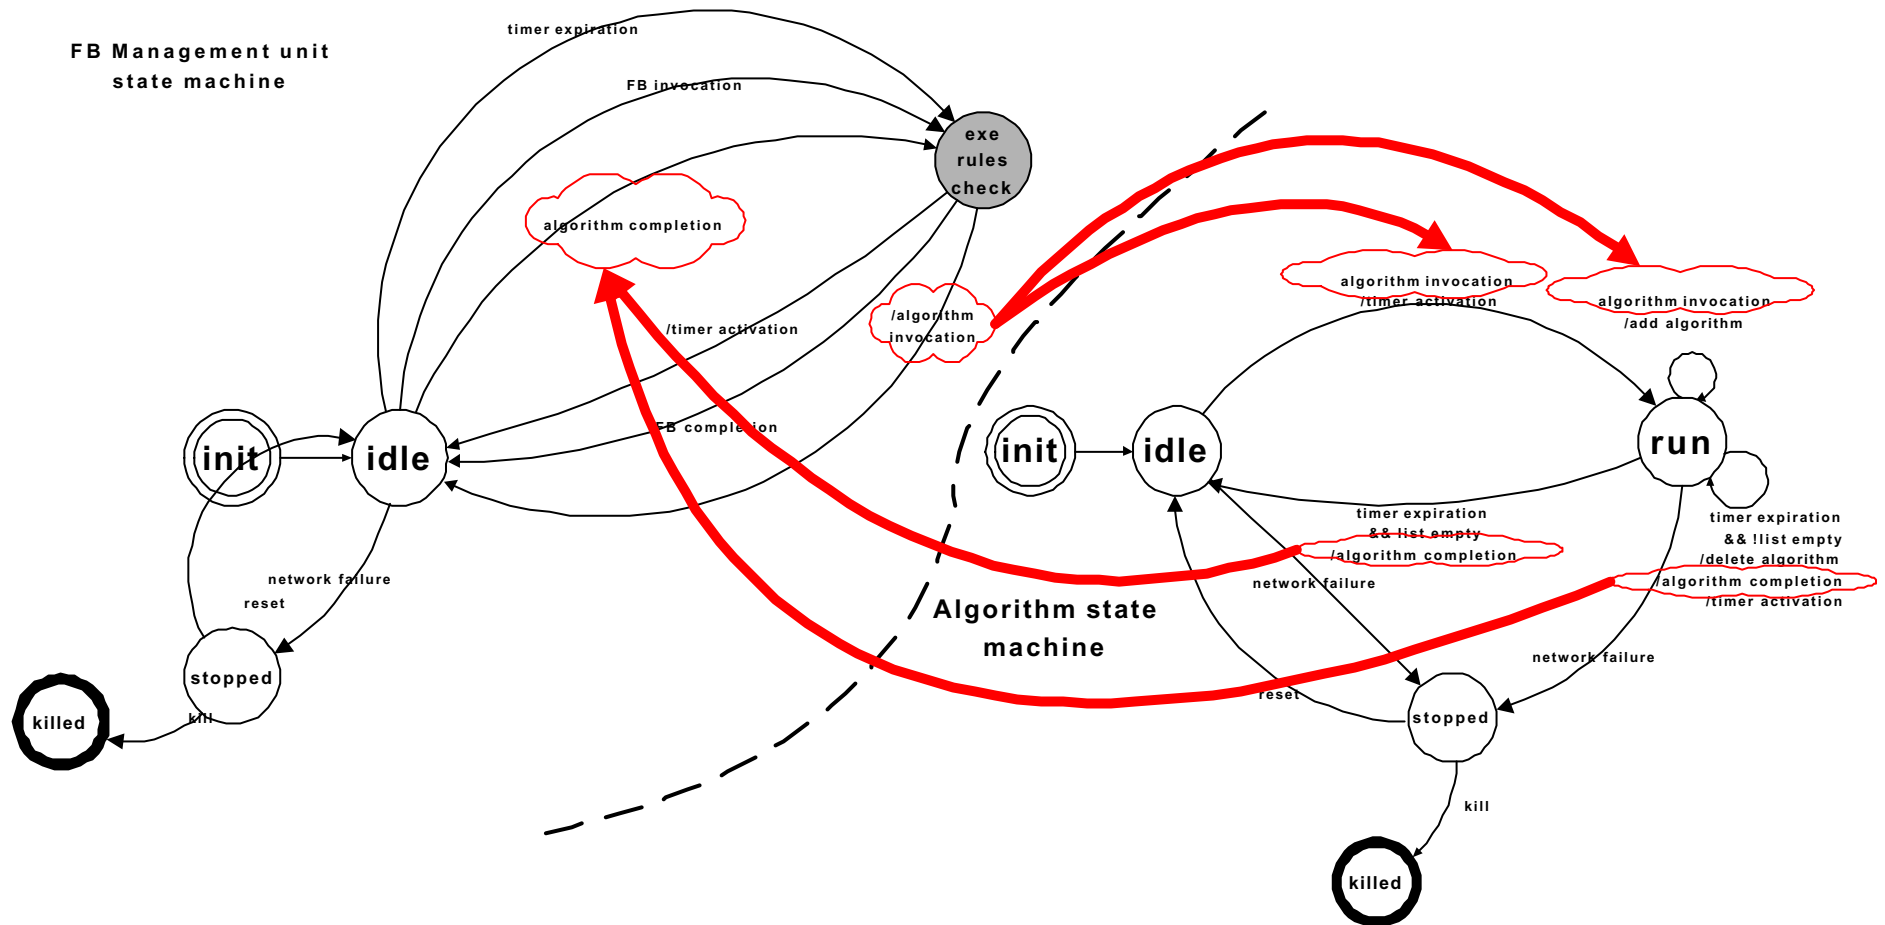 FB Management unit
state machine
timer expiration
FB invocation
exe
rules
check
algorithm completion
/timer activation
/algorithm
invocation
FB completion
init
idle
network failure
reset
stopped
killed
kill
algorithm invocation
/timer activation
algorithm invocation
/add algorithm
init
idle
run
timer expiration
&& list empty
/algorithm completion
timer expiration
&& !list empty
/delete algorithm
/algorithm completion
/timer activation
network failure
Algorithm state
machine
network failure
reset
stopped
kill
killed